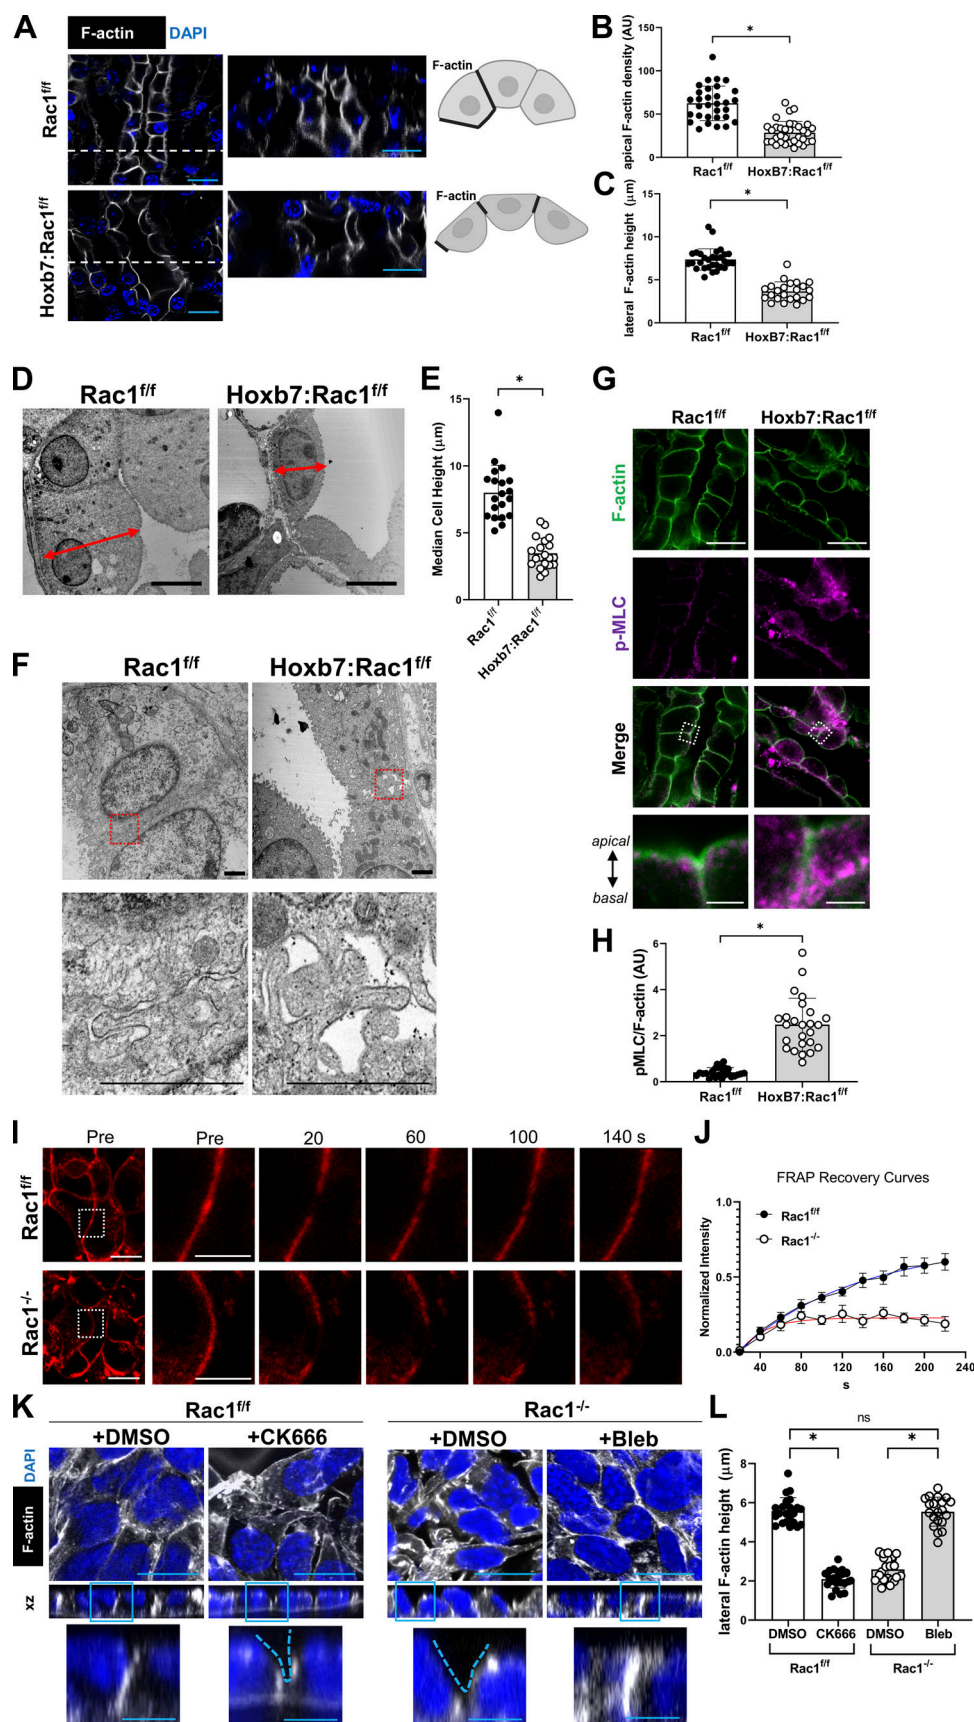 A
F-actin DAPI
Rac1f/f
Hoxb7:Rac1f/f
F-actin
F-actin
B
apical F-actin density (AU)
150
100
50
0
*
Rac1f/f
HoxB7:Rac1f/f
C
lateral F-actin height (μm)
15
10
5
0
*
Rac1f/f
HoxB7:Rac1f/f
D
Rac1f/f
Hoxb7:Rac1f/f
E
Median Cell Height (μm)
15
10
5
0
*
Rac1f/f
Hoxb7:Rac1f/f
F
Rac1f/f
Hoxb7:Rac1f/f
G
Rac1f/f
Hoxb7:Rac1f/f
F-actin
p-MLC
Merge
apical
basal
H
pMLC/F-actin (AU)
6
4
2
0
*
Rac1f/f
HoxB7:Rac1f/f
I
Pre
Pre
20
60
100
140 s
Rac1f/f
Rac1-/-
J
FRAP Recovery Curves
Rac1f/f
Rac1-/-
Normalized Intensity
1.0
0.5
0.0
40
80
120
160
200
240
s
K
Rac1f/f
Rac1-/-
+DMSO
+CK666
+DMSO
+Bleb
F-actin DAPI
xz
L
lateral F-actin height (μm)
8
6
4
2
0
ns
*
*
DMSO
CK666
DMSO
Bleb
Rac1f/f
Rac1-/-